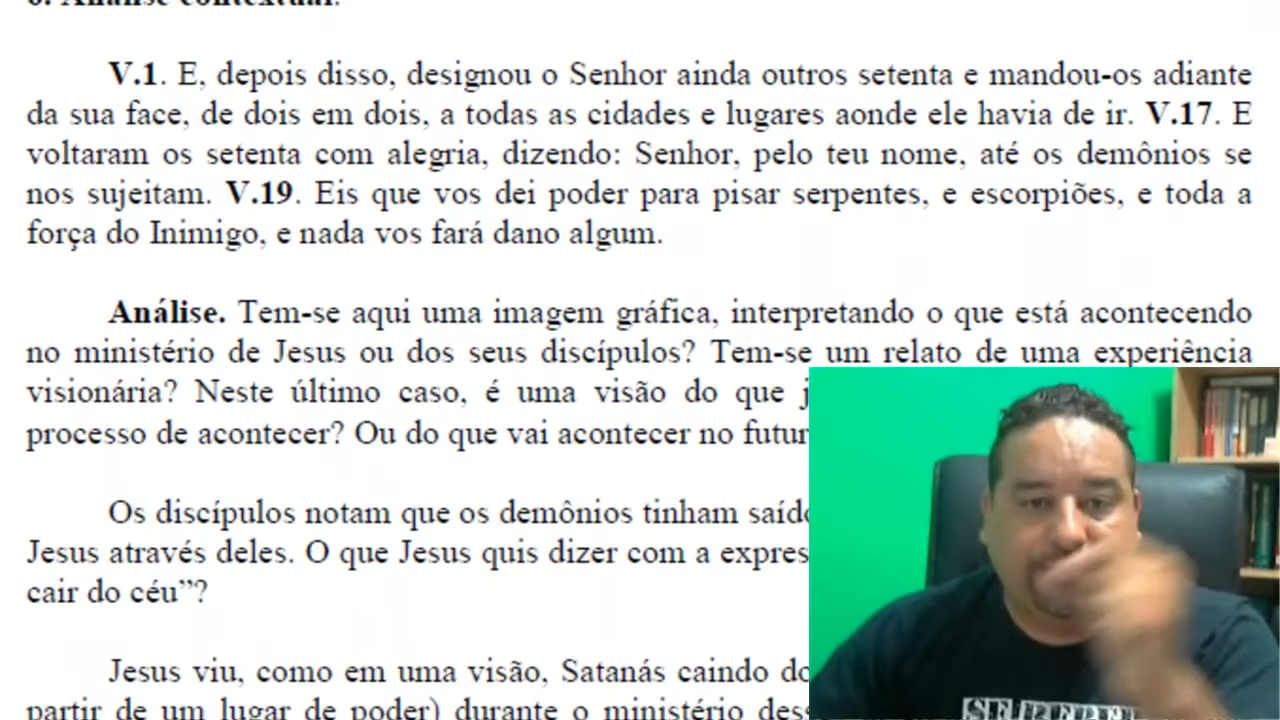 6. Análise contextual.
V.1. E, depois disso, designou o Senhor ainda outros setenta e mandou-os adiante
da sua face, de dois em dois, a todas as cidades e lugares aonde ele havia de ir. V.17. E
voltaram os setenta com alegria, dizendo: Senhor, pelo teu nome, até os demônios se
nos sujeitam. V.19. Eis que vos dei poder para pisar serpentes, e escorpiões, e toda a
força do Inimigo, e nada vos fará dano algum.
Análise. Tem-se aqui uma imagem gráfica, interpretando o que está acontecendo
no ministério de Jesus ou dos seus discípulos? Tem-se um relato de uma experiência
visionária? Neste último caso, é uma visão do que
processo de acontecer? Ou do que vai acontecer no futur
Os discípulos notam que os demônios tinham saído
Jesus através deles. O que Jesus quis dizer com a expres
cair do céu”?
Jesus viu, como em uma visão, Satanás caindo do
partir de um lugar de poder) durante o ministério des